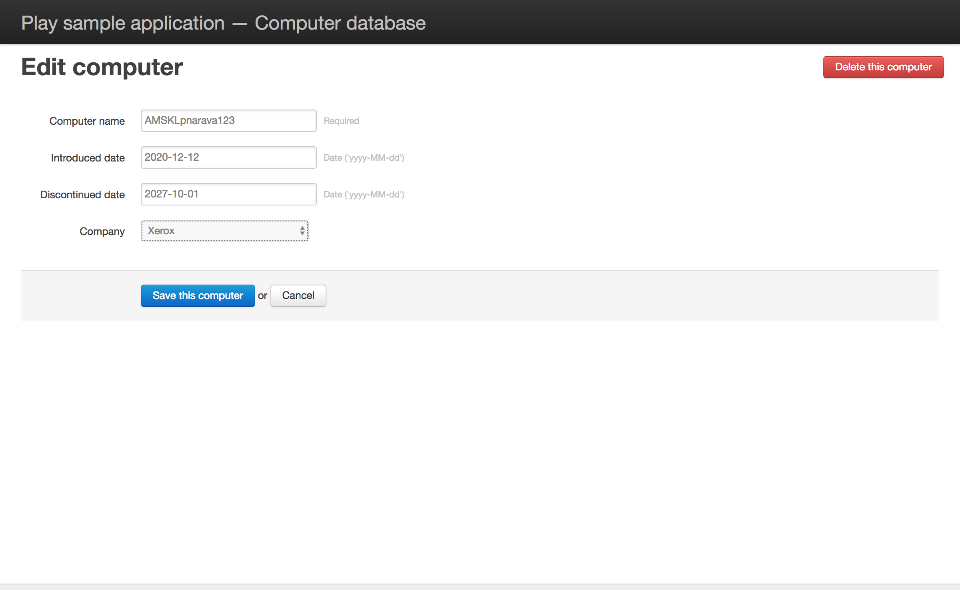 Play sample application — Computer database
Edit computer
Delete this computer
Computer name AMSKLpnarava123 Required
Introduced date 2020-12-12 Date ('yyyy-MM-dd')
Discontinued date 2027-10-01 Date ('yyyy-MM-dd')
Company Xerox
Save this computer or Cancel